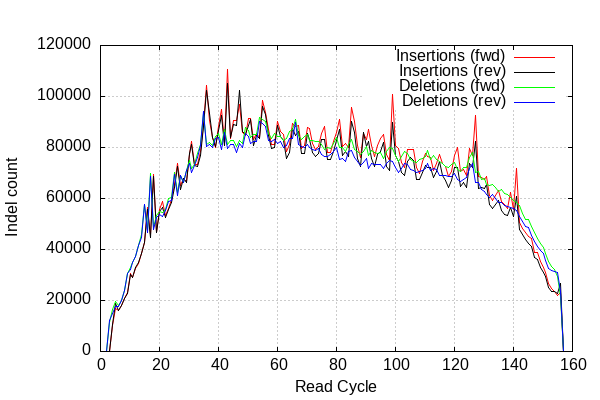 Insertions (fwd)
Insertions (rev)
Deletions (fwd)
Deletions (rev)
Indel count
120000
100000
80000
60000
40000
20000
0
0 20 40 60 80 100 120 140 160
Read Cycle